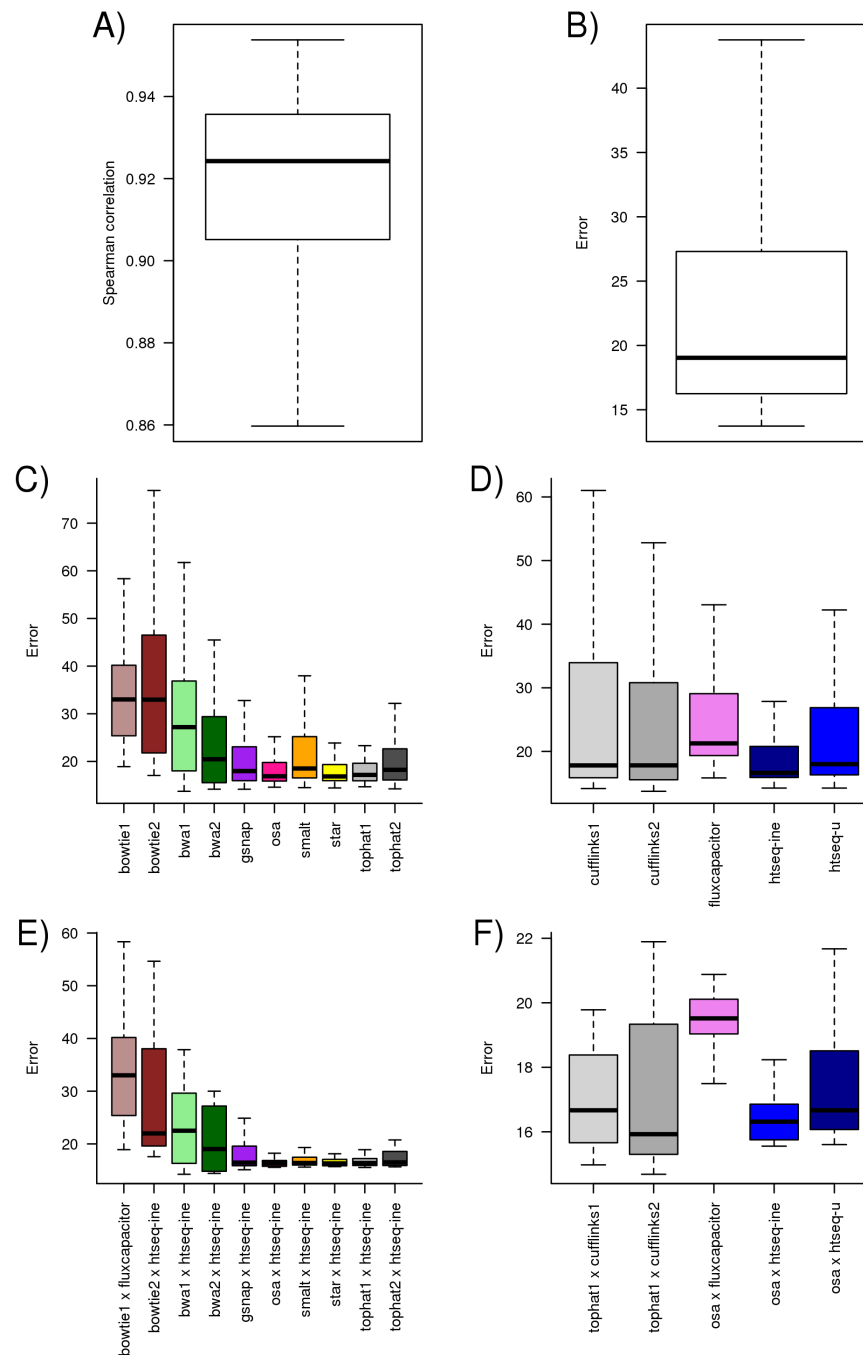 A)
Spearman correlation
0.94
0.92
0.90
0.88
0.86
B)
Error
40
35
30
25
20
15
C)
Error
70
60
50
40
30
20
bowtie1
bowtie2
bwa1
bwa2
gsnap
osa
smalt
star
tophat1
tophat2
D)
60
50
40
30
20
cufflinks1
cufflinks2
fluxcapacitor
htseq-ine
htseq-u
E)
Error
60
50
40
30
20
bowtie1 x fluxcapacitor
bowtie2 x htseq-ine
bwa1 x htseq-ine
bwa2 x htseq-ine
gsnap x htseq-ine
osa x htseq-ine
smalt x htseq-ine
star x htseq-ine
tophat1 x htseq-ine
tophat2 x htseq-ine
F)
Error
22
20
18
16
tophat1 x cufflinks1
tophat1 x cufflinks2
osa x fluxcapacitor
osa x htseq-ine
osa x htseq-u
Error